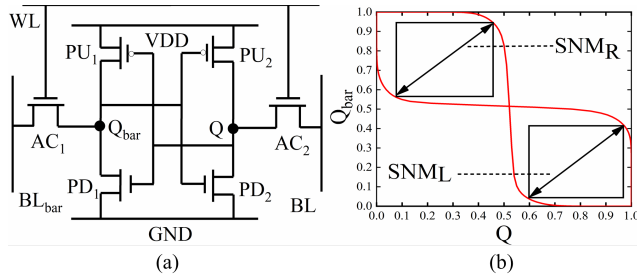 WL
VDD
PU1
PU2
Qbar
Q
AC1
AC2
PD1
PD2
BLbar
BL
GND
(a)
1.0
0.9
0.8
0.7
0.6
0.5
0.4
0.3
0.2
0.1
0.0
Qbar
SNMR
SNML
0.0 0.1 0.2 0.3 0.4 0.5 0.6 0.7 0.8 0.9 1.0
Q
(b)